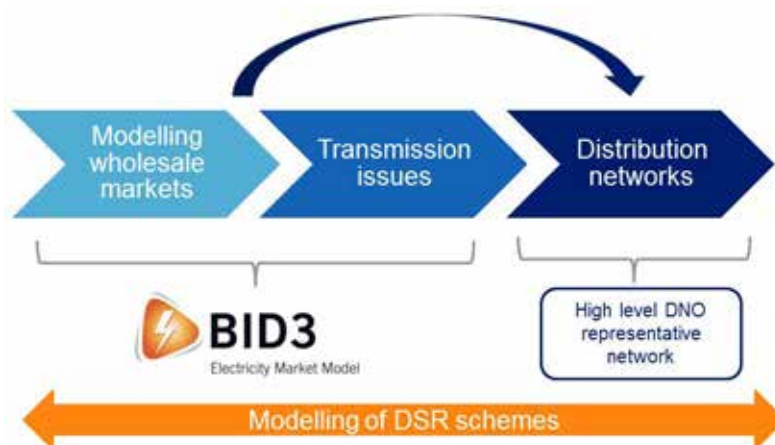 Modelling
wholesale
markets
Transmission
issues
Distribution
networks
BID3
Electricity Market Model
High level DNO
representative
network
Modelling of DSR schemes